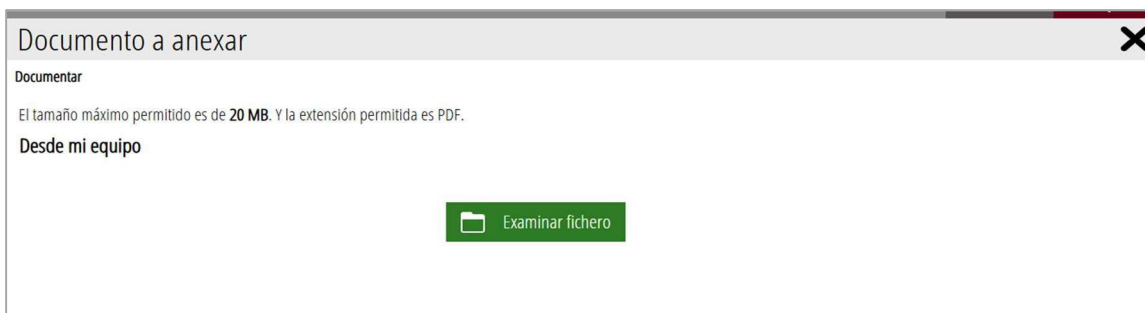 Documento a anexar
Documentar
El tamaño máximo permitido es de 20 MB. Y la extensión permitida es PDF.
Desde mi equipo
Examinar fichero